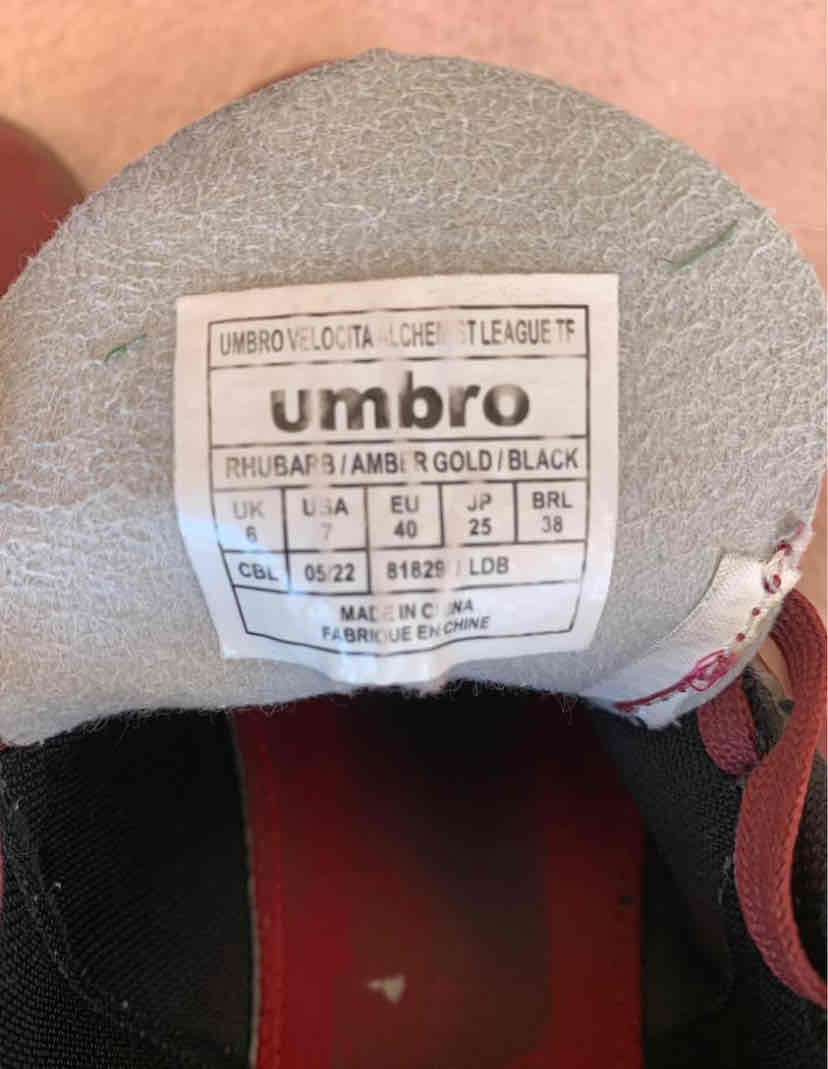 UMBRO VELOCITA ALCHEMIST LEAGUE TF
umbro
RHUBARB / AMBER GOLD / BLACK
UK USA EU JP BRL
6 7 40 25 38
CBL 05/22 81829 LDB
MADE IN CHINA
FABRIQUE EN CHINE